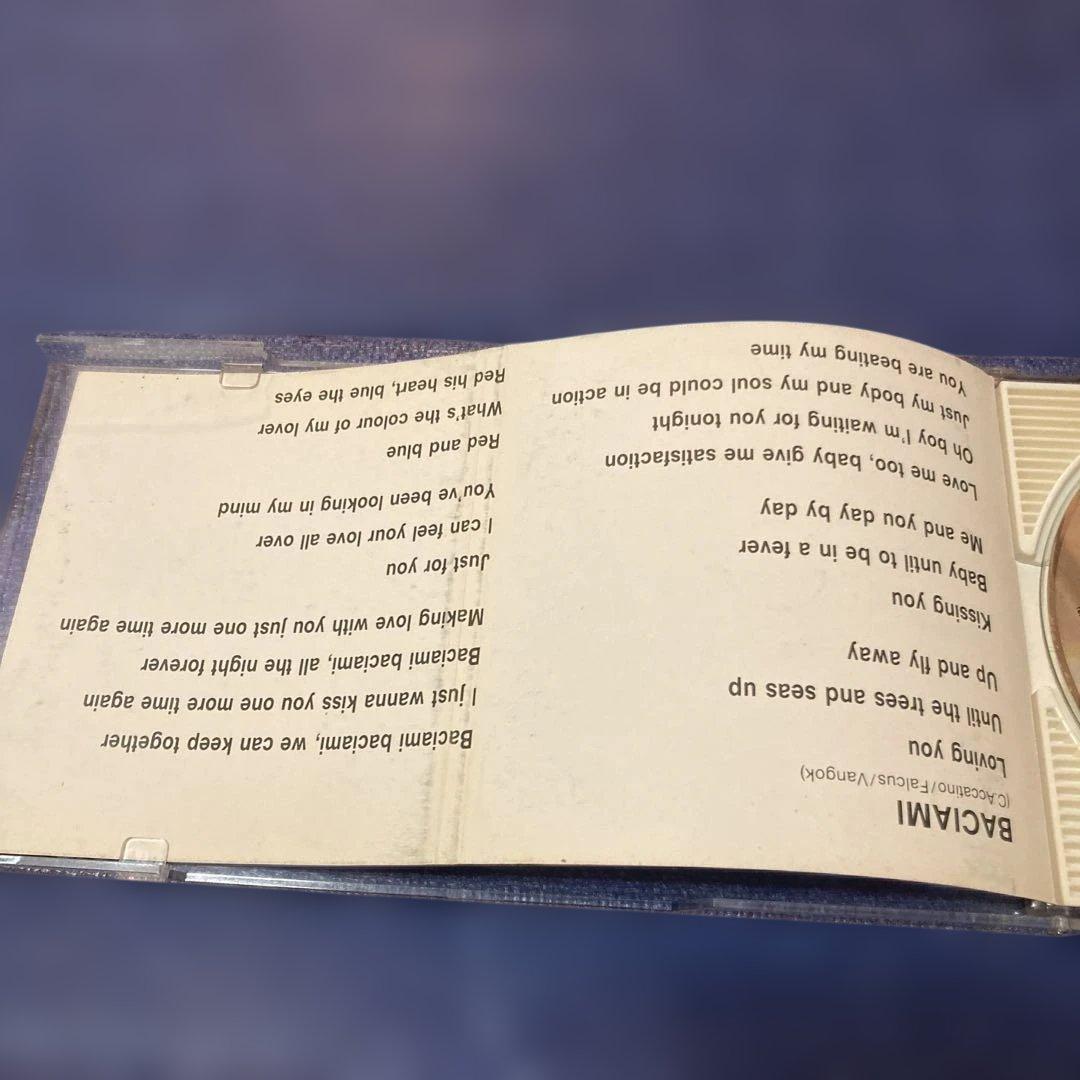 BACIAMI
(C.Accatino/Falcus/Vangok)
Loving you
Until the trees and seas up
Up and fly away
Kissing you
Baby until to be in a fever
Me and you day by day
Love me too, baby give me satisfaction
Oh boy I'm waiting for you tonight
Just my body and my soul could be in action
You are beating my time
Baciami baciami, we can keep together
I just wanna kiss you one more time again
Baciami baciami, all the night forever
Making love with you just one more time again
Just for you
I can feel your love all over
You've been looking in my mind
Red and blue
What's the colour of my lover
Red his heart, blue the eyes